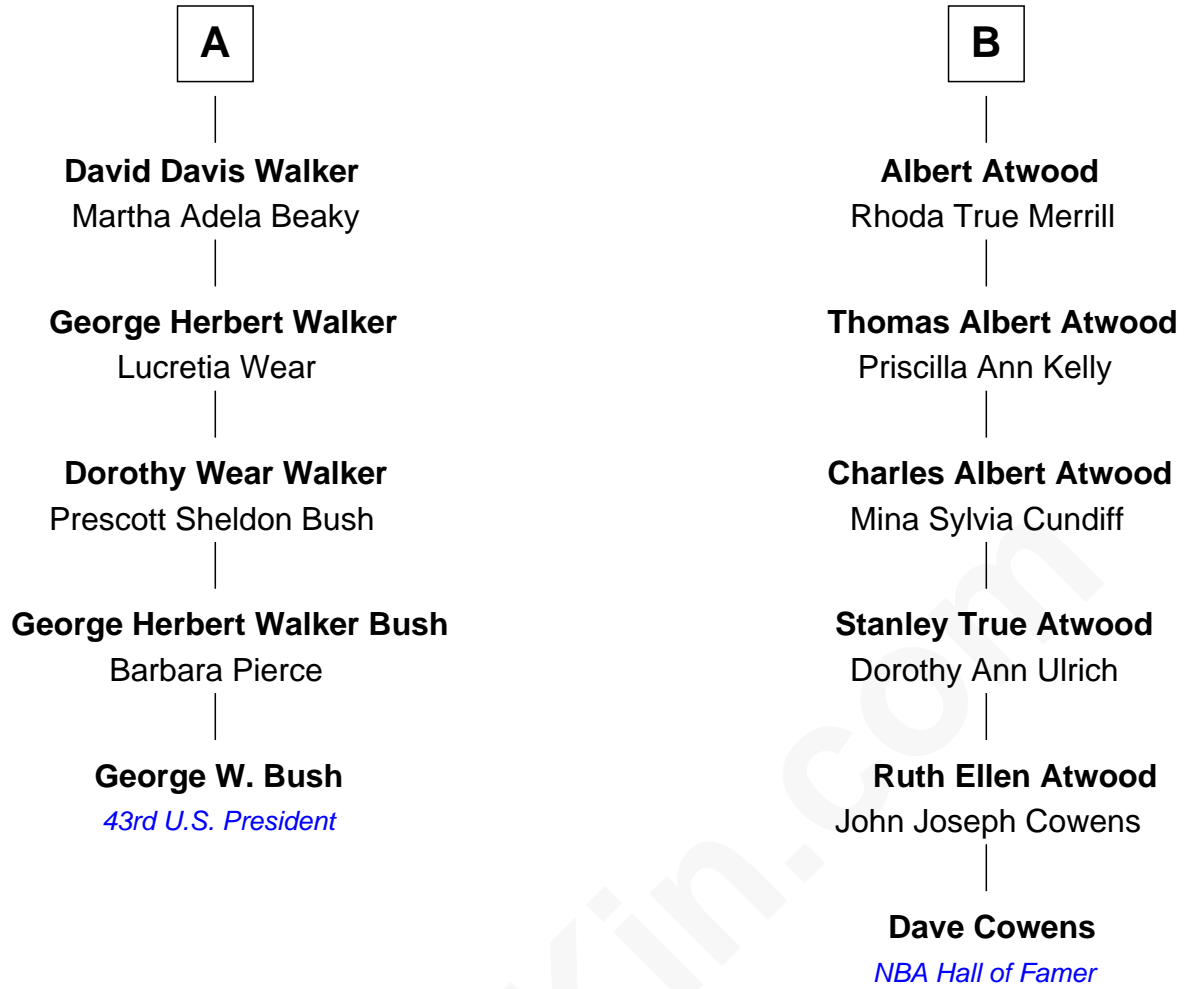 A
David Davis Walker
Martha Adela Beaky
George Herbert Walker
Lucretia Wear
Dorothy Wear Walker
Prescott Sheldon Bush
George Herbert Walker Bush
Barbara Pierce
George W. Bush
43rd U.S. President
B
Albert Atwood
Rhoda True Merrill
Thomas Albert Atwood
Priscilla Ann Kelly
Charles Albert Atwood
Mina Sylvia Cundiff
Stanley True Atwood
Dorothy Ann Ulrich
Ruth Ellen Atwood
John Joseph Cowens
Dave Cowens
NBA Hall of Famer
Kin.com